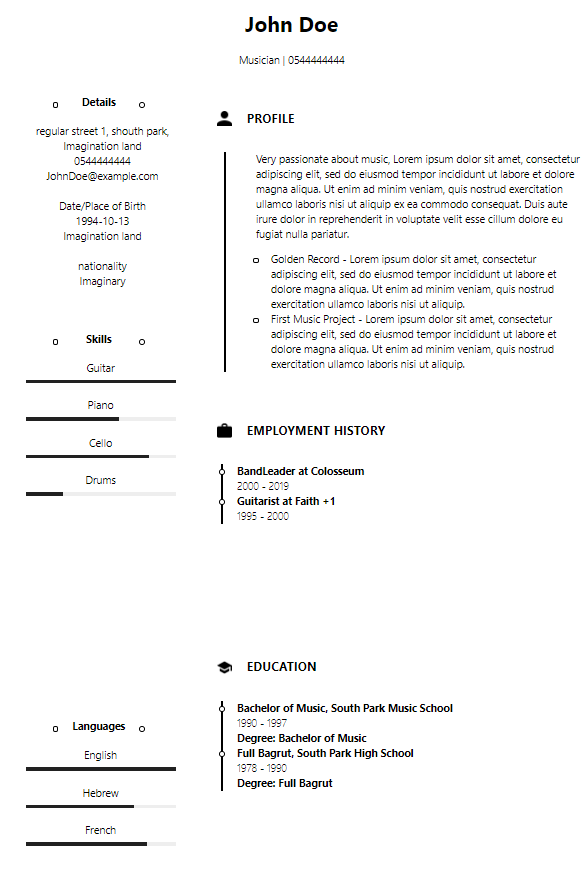 John Doe
Musician | 0544444444
Details
regular street 1, shouth park,
Imagination land
0544444444
JohnDoe@example.com
Date/Place of Birth
1994-10-13
Imagination land
nationality
Imaginary
Skills
Guitar
Piano
Cello
Drums
Languages
English
Hebrew
French
PROFILE
Very passionate about music, Lorem ipsum dolor sit amet, consectetur
adipiscing elit, sed do eiusmod tempor incididunt ut labore et dolore
magna aliqua. Ut enim ad minim veniam, quis nostrud exercitation
ullamco laboris nisi ut aliquip ex ea commodo consequat. Duis aute
irure dolor in reprehenderit in voluptate velit esse cillum dolore eu
fugiat nulla pariatur.
Golden Record - Lorem ipsum dolor sit amet, consectetur
adipiscing elit, sed do eiusmod tempor incididunt ut labore et
dolore magna aliqua. Ut enim ad minim veniam, quis nostrud
exercitation ullamco laboris nisi ut aliquip.
First Music Project - Lorem ipsum dolor sit amet, consectetur
adipiscing elit, sed do eiusmod tempor incididunt ut labore et
dolore magna aliqua. Ut enim ad minim veniam, quis nostrud
exercitation ullamco laboris nisi ut aliquip.
EMPLOYMENT HISTORY
BandLeader at Colosseum
2000 - 2019
Guitarist at Faith +1
1995 - 2000
EDUCATION
Bachelor of Music, South Park Music School
1990 - 1997
Degree: Bachelor of Music
Full Bagrut, South Park High School
1978 - 1990
Degree: Full Bagrut